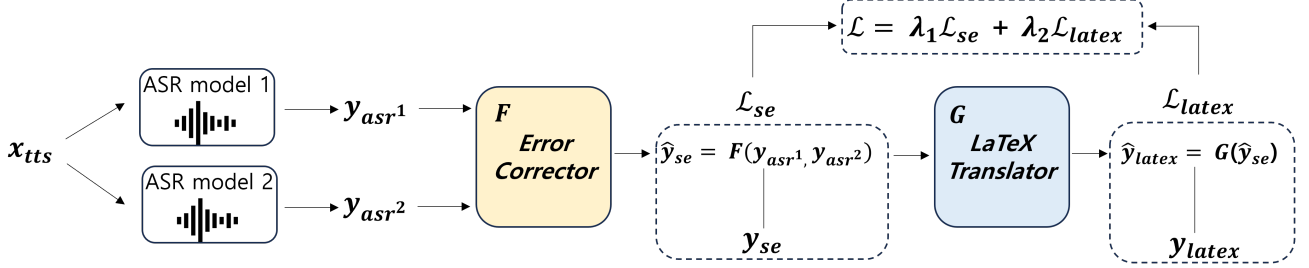 ℒ = λ₁ℒ_se + λ₂ℒ_latex
ASR model 1
y_asr¹
F
Error
Corrector
ℒ_se
ŷ_se = F(y_asr¹, y_asr²)
y_se
G
LaTeX
Translator
ℒ_latex
ŷ_latex = G(ŷ_se)
y_latex
x_tts
ASR model 2
y_asr²